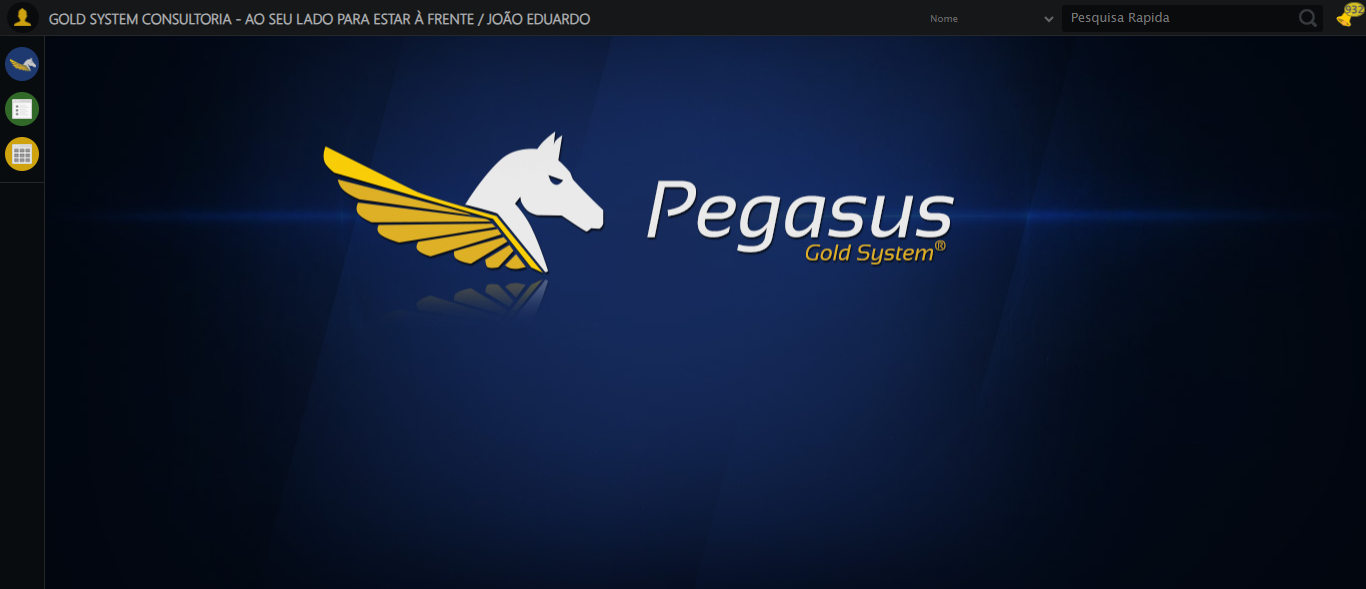 GOLD SYSTEM CONSULTORIA - AO SEU LADO PARA ESTAR À FRENTE / JOÃO EDUARDO
Nome
Pesquisa Rapida
932
Pegasus
Gold System®